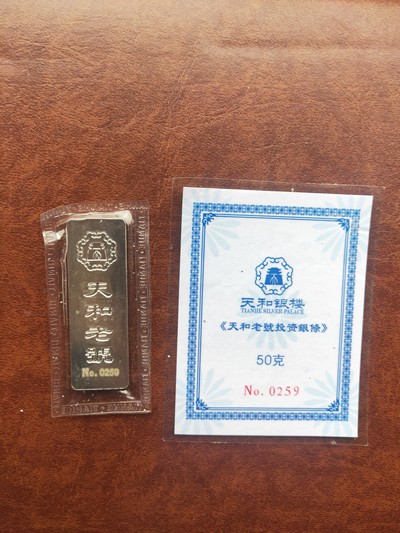 天
和
老
號
No. 0259
天和银楼
TIANHE SILVER PALACE
《天和老號投資銀條》
50克
No. 0259